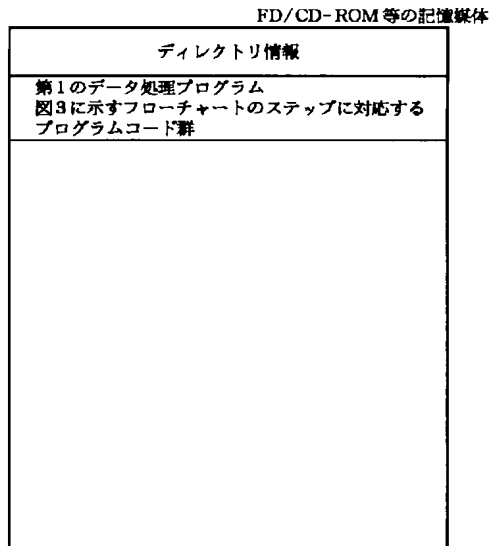 FD/CD-ROM等の記憶媒体
ディレクトリ情報
第1のデータ処理プログラム
図3に示すフローチャートのステップに対応する
プログラムコード群